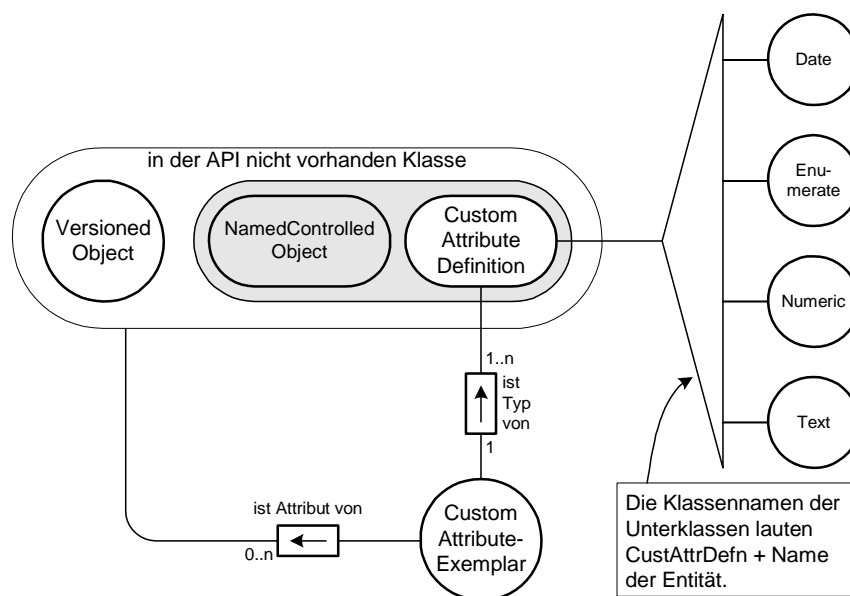 Date
in der API nicht vorhanden Klasse
Enu-
merate
Versioned
Object
NamedControlled
Object
Custom
Attribute
Definition
Numeric
1..n
ist
Typ
von
1
Text
ist Attribut von
0..n
Custom
Attribute-
Exemplar
Die Klassennamen der
Unterklassen lauten
CustAttrDefn + Name
der Entität.